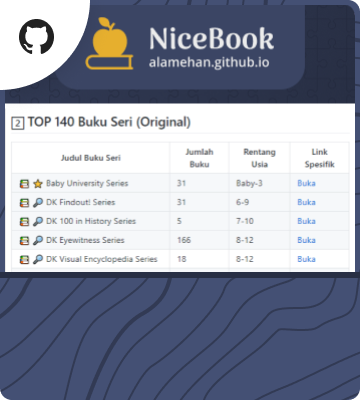 NiceBook
alamehan.github.io
2 TOP 140 Buku Seri (Original)
Judul Buku Seri Jumlah Buku Rentang Usia Link Spesifik
Baby University Series 31 Baby-3 Buka
DK Findout! Series 31 6-9 Buka
DK 100 in History Series 5 7-10 Buka
DK Eyewitness Series 166 8-12 Buka
DK Visual Encyclopedia Series 18 8-12 Buka